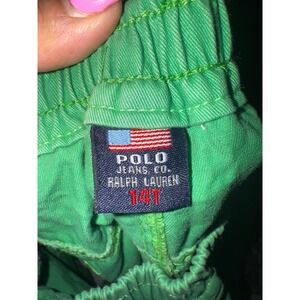 POLO
JEANS CO.
RALPH LAUREN
141